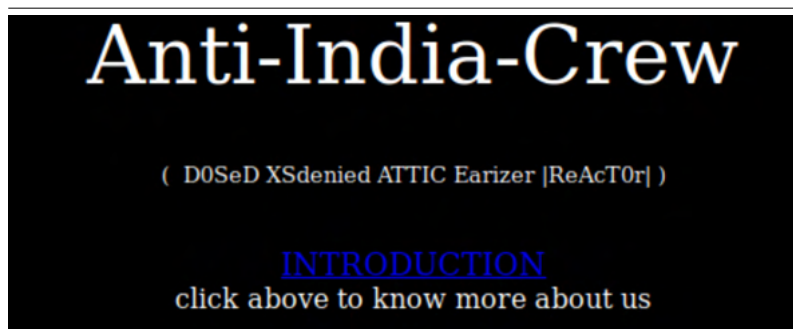 Anti-India-Crew
( D0SeD XSdenied ATTIC Earizer |ReAcT0r| )
INTRODUCTION
click above to know more about us